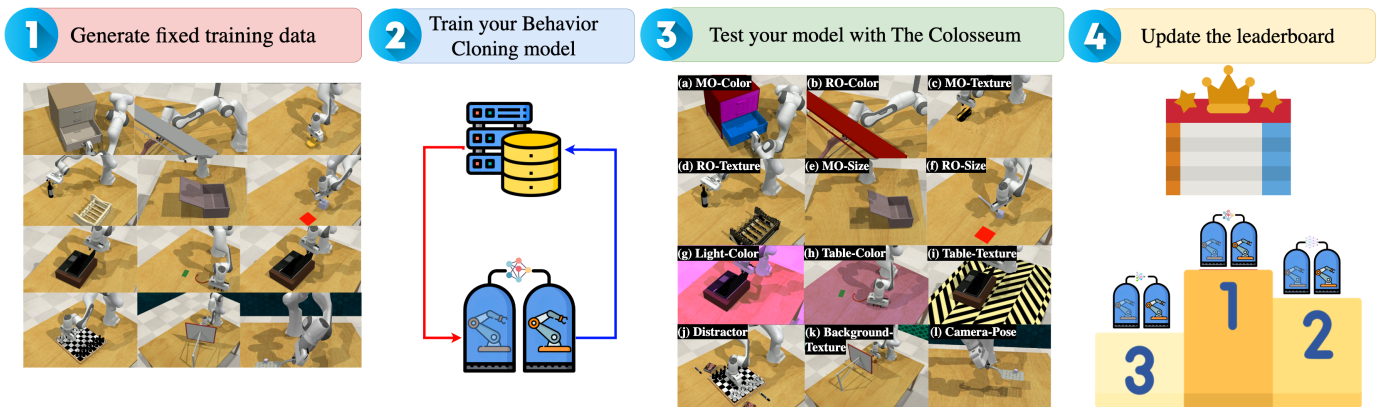 1 Generate fixed training data
2 Train your Behavior
Cloning model
3 Test your model with The Colosseum
4 Update the leaderboard
(a) MO-Color
(b) RO-Color
(c) MO-Texture
(d) RO-Texture
(e) MO-Size
(f) RO-Size
(g) Light-Color
(h) Table-Color
(i) Table-Texture
(j) Distractor
(k) Background-
Texture
(l) Camera-Pose
3
1
2